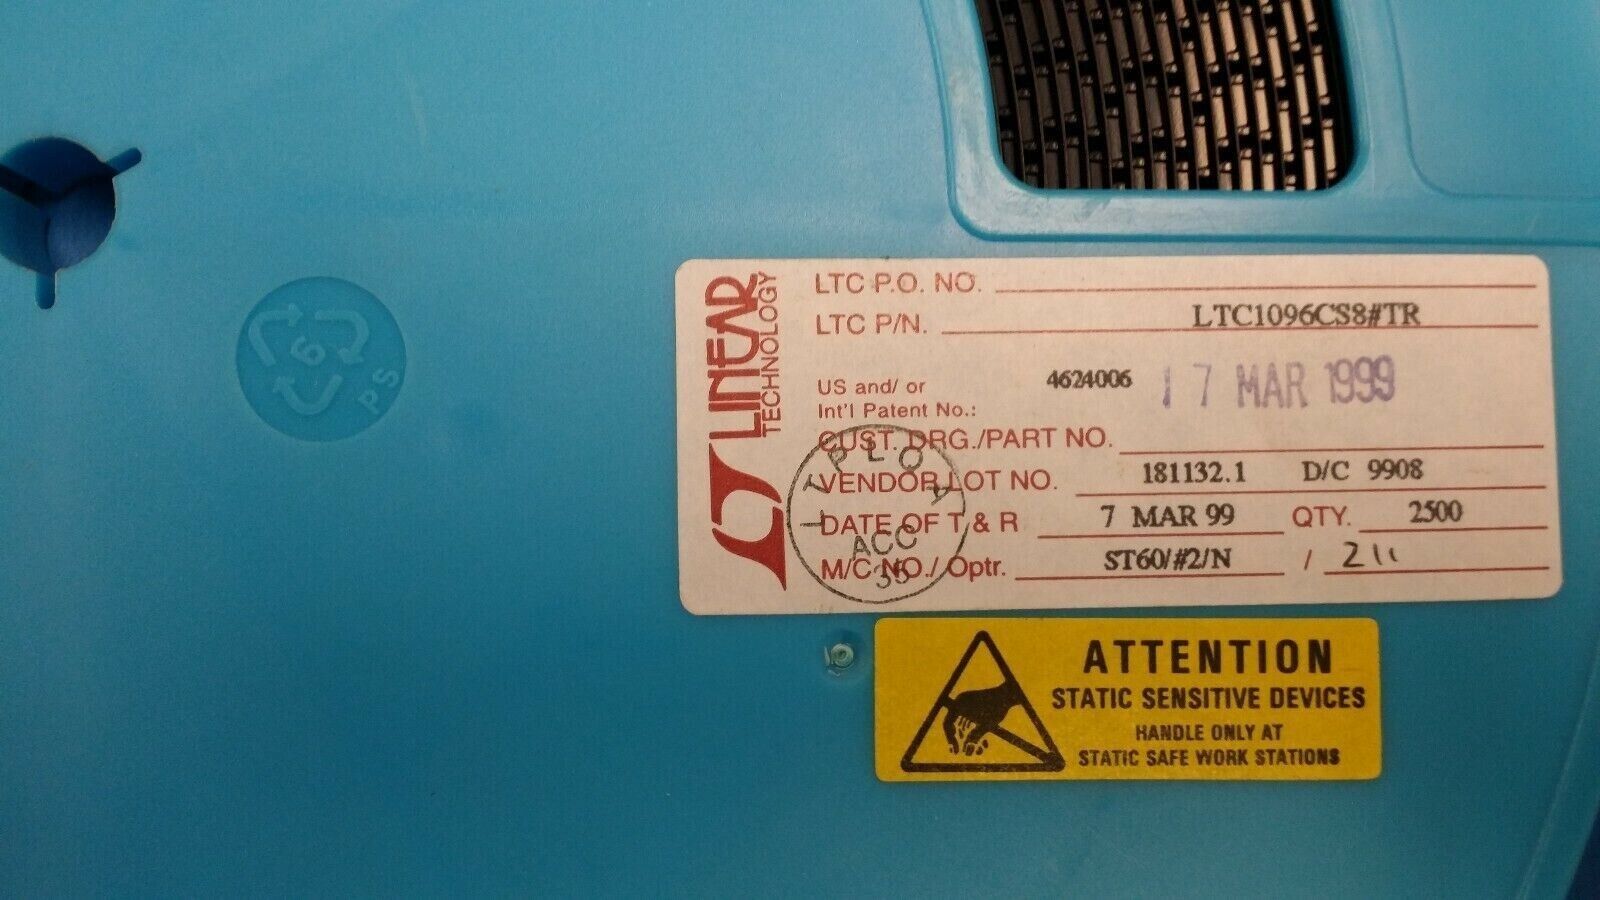 LINEAR
TECHNOLOGY
LTC P.O. NO.
LTC P/N. LTC1096CS8#TR
US and/ or
Int'l Patent No.: 4624006
17 MAR 1999
CUST. DRG./PART NO.
VENDOR LOT NO. 181132.1 D/C 9908
DATE OF T & R 7 MAR 99 QTY. 2500
M/C NO./ Optr. ST60/#2/N / 211
ACC
35
6
PS
ATTENTION
STATIC SENSITIVE DEVICES
HANDLE ONLY AT
STATIC SAFE WORK STATIONS